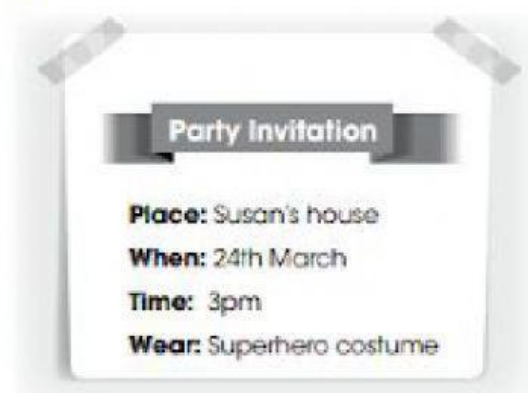 Party Invitation
Place: Susan's house
When: 24th March
Time: 3pm
Wear: Superhero costume